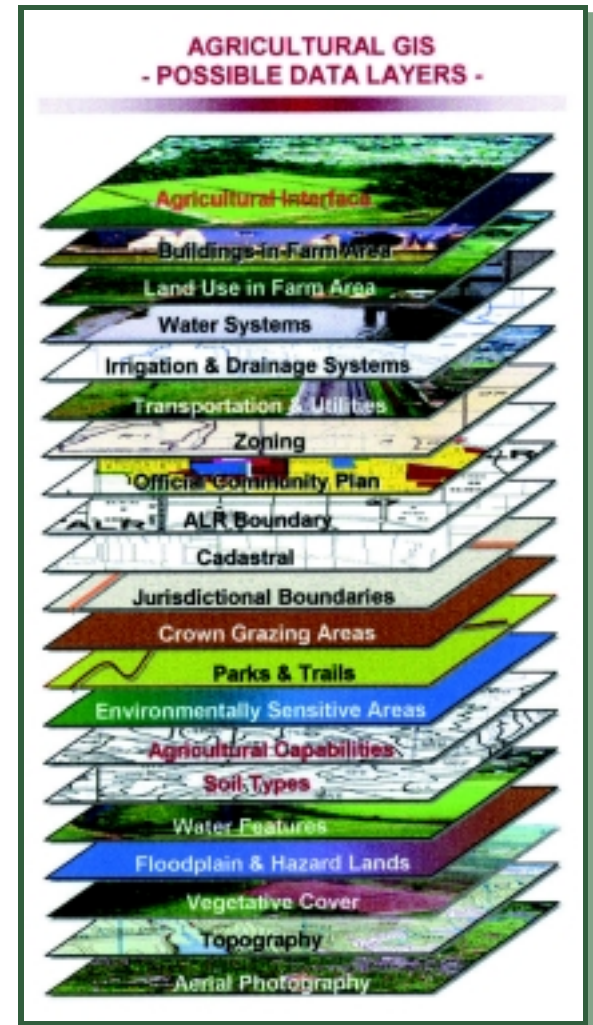 AGRICULTURAL GIS
- POSSIBLE DATA LAYERS -
Agricultural Interface
Buildings in Farm Area
Land Use in Farm Area
Water Systems
Irrigation & Drainage Systems
Transportation & Utilities
Zoning
Official Community Plan
ALR
ALR Boundary
ALR
Cadastral
Jurisdictional Boundaries
Crown Grazing Areas
Parks & Trails
Environmentally Sensitive Areas
Agricultural Capabilities
Soil Types
Water Features
Floodplain & Hazard Lands
Vegetative Cover
Topography
Aerial Photography